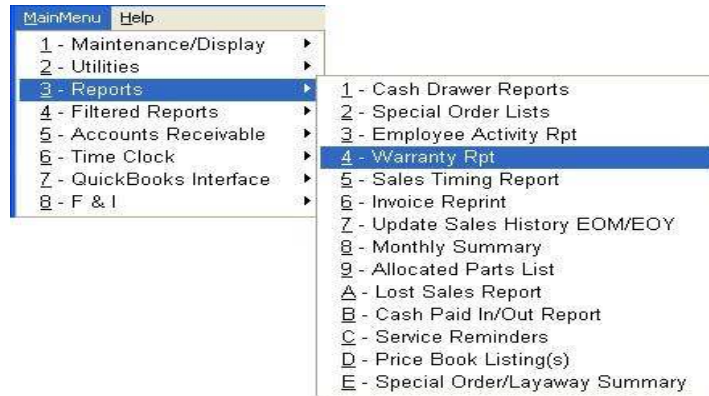 MainMenu Help
1 - Maintenance/Display
2 - Utilities
3 - Reports
4 - Filtered Reports
5 - Accounts Receivable
6 - Time Clock
7 - QuickBooks Interface
8 - F & I
1 - Cash Drawer Reports
2 - Special Order Lists
3 - Employee Activity Rpt
4 - Warranty Rpt
5 - Sales Timing Report
6 - Invoice Reprint
7 - Update Sales History EOM/EOY
8 - Monthly Summary
9 - Allocated Parts List
A - Lost Sales Report
B - Cash Paid In/Out Report
C - Service Reminders
D - Price Book Listing(s)
E - Special Order/Layaway Summary